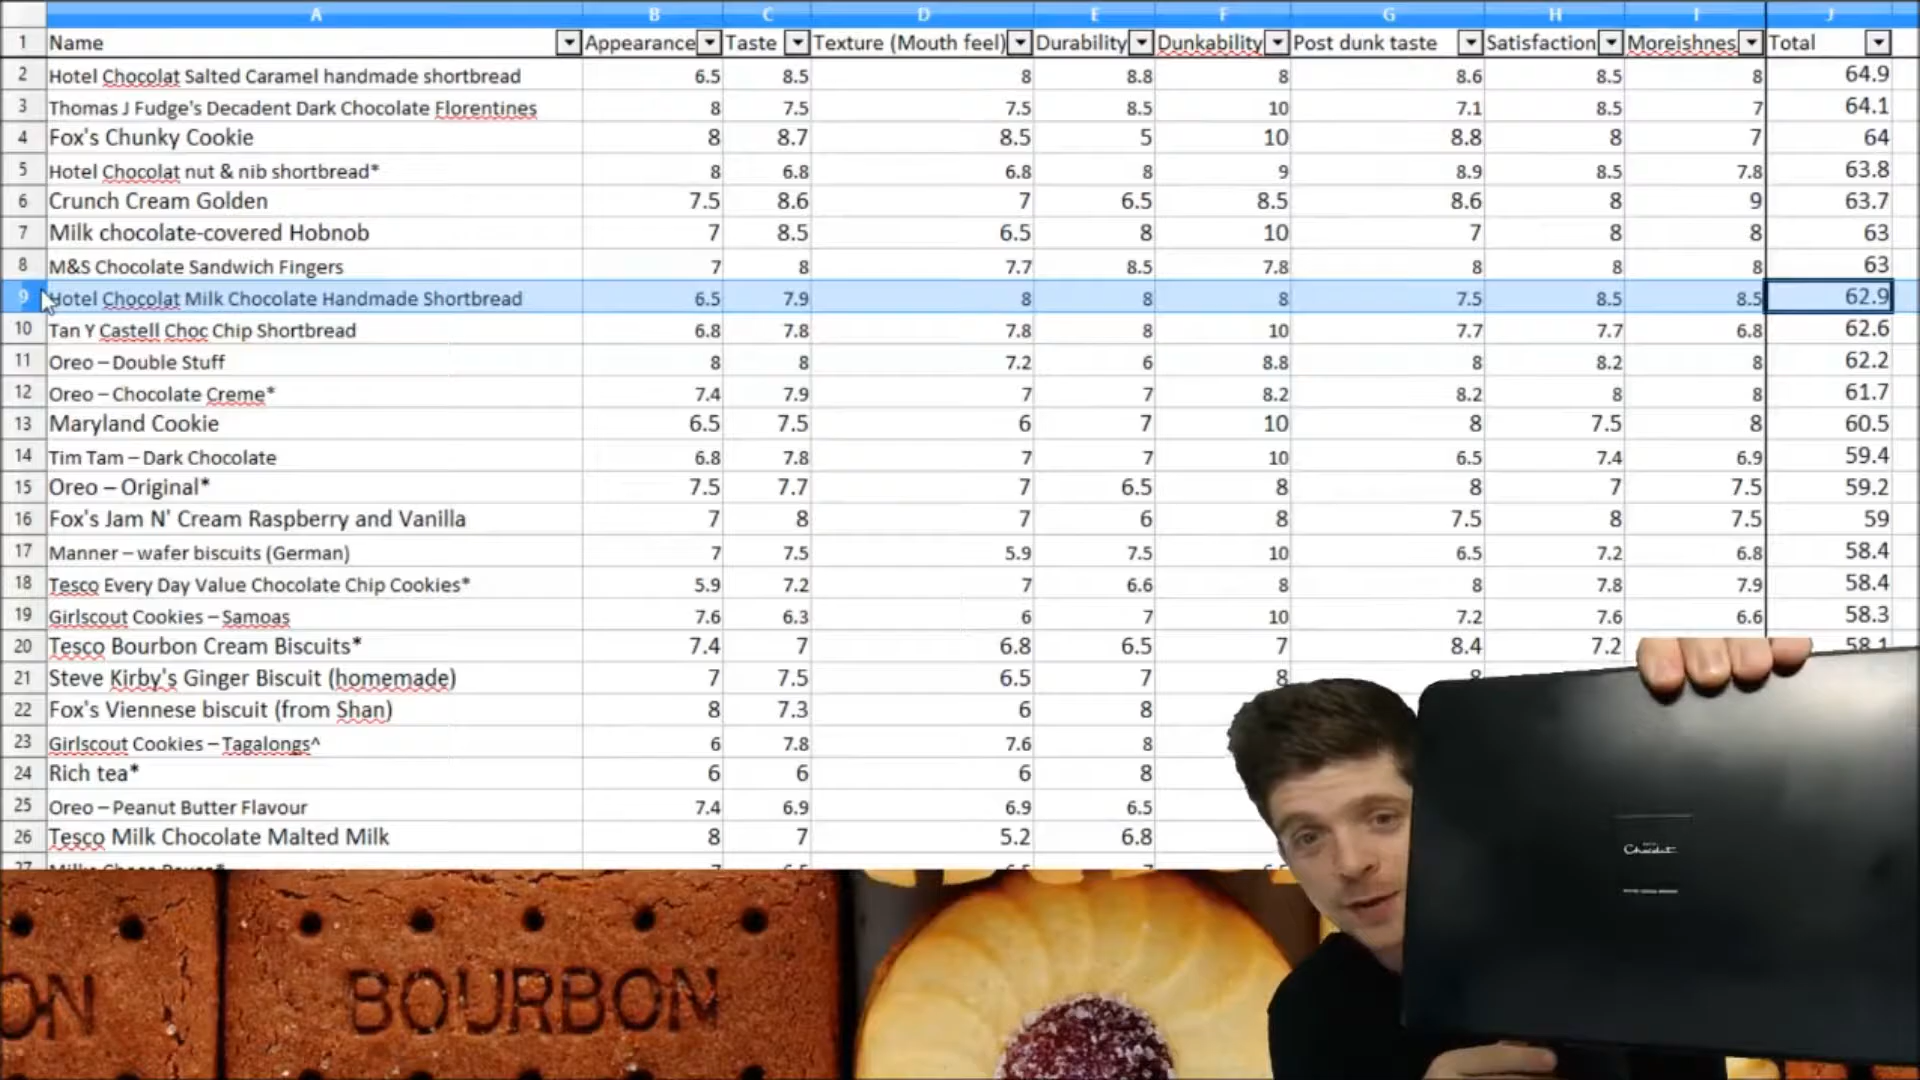 A B C D E F G H I J
1 Name Appearance Taste Texture (Mouth feel) Durability Dunkability Post dunk taste Satisfaction Moreishnes Total
2 Hotel Chocolat Salted Caramel handmade shortbread 6.5 8.5 8 8.8 8 8.6 8.5 8 64.9
3 Thomas J Fudge's Decadent Dark Chocolate Florentines 8 7.5 7.5 8.5 10 7.1 8.5 7 64.1
4 Fox's Chunky Cookie 8 8.7 8.5 5 10 8.8 8 7 64
5 Hotel Chocolat nut & nib shortbread* 8 6.8 6.8 8 9 8.9 8.5 7.8 63.8
6 Crunch Cream Golden 7.5 8.6 7 6.5 8.5 8.6 8 9 63.7
7 Milk chocolate-covered Hobnob 7 8.5 6.5 8 10 7 8 8 63
8 M&S Chocolate Sandwich Fingers 7 8 7.7 8.5 7.8 8 8 8 63
9 Hotel Chocolat Milk Chocolate Handmade Shortbread 6.5 7.9 8 8 8 7.5 8.5 8.5 62.9
10 Tan Y Castell Choc Chip Shortbread 6.8 7.8 7.8 8 10 7.7 7.7 6.8 62.6
11 Oreo – Double Stuff 8 8 7.2 6 8.8 8 8.2 8 62.2
12 Oreo – Chocolate Creme* 7.4 7.9 7 7 8.2 8.2 8 8 61.7
13 Maryland Cookie 6.5 7.5 6 7 10 8 7.5 8 60.5
14 Tim Tam – Dark Chocolate 6.8 7.8 7 7 10 6.5 7.4 6.9 59.4
15 Oreo – Original* 7.5 7.7 7 6.5 8 8 7 7.5 59.2
16 Fox's Jam N' Cream Raspberry and Vanilla 7 8 7 6 8 7.5 8 7.5 59
17 Manner – wafer biscuits (German) 7 7.5 5.9 7.5 10 6.5 7.2 6.8 58.4
18 Tesco Every Day Value Chocolate Chip Cookies* 5.9 7.2 7 6.6 8 8 7.8 7.9 58.4
19 Girlscout Cookies – Samoas 7.6 6.3 6 7 10 7.2 7.6 6.6 58.3
20 Tesco Bourbon Cream Biscuits* 7.4 7 6.8 6.5 7 8.4 7.2 58.1
21 Steve Kirby's Ginger Biscuit (homemade) 7 7.5 6.5 7 8 8
22 Fox's Viennese biscuit (from Shan) 8 7.3 6 8
23 Girlscout Cookies – Tagalongs^ 6 7.8 7.6 8
24 Rich tea* 6 6 6 8
25 Oreo – Peanut Butter Flavour 7.4 6.9 6.9 6.5
26 Tesco Milk Chocolate Malted Milk 8 7 5.2 6.8
ON BOURBON
Chocolat